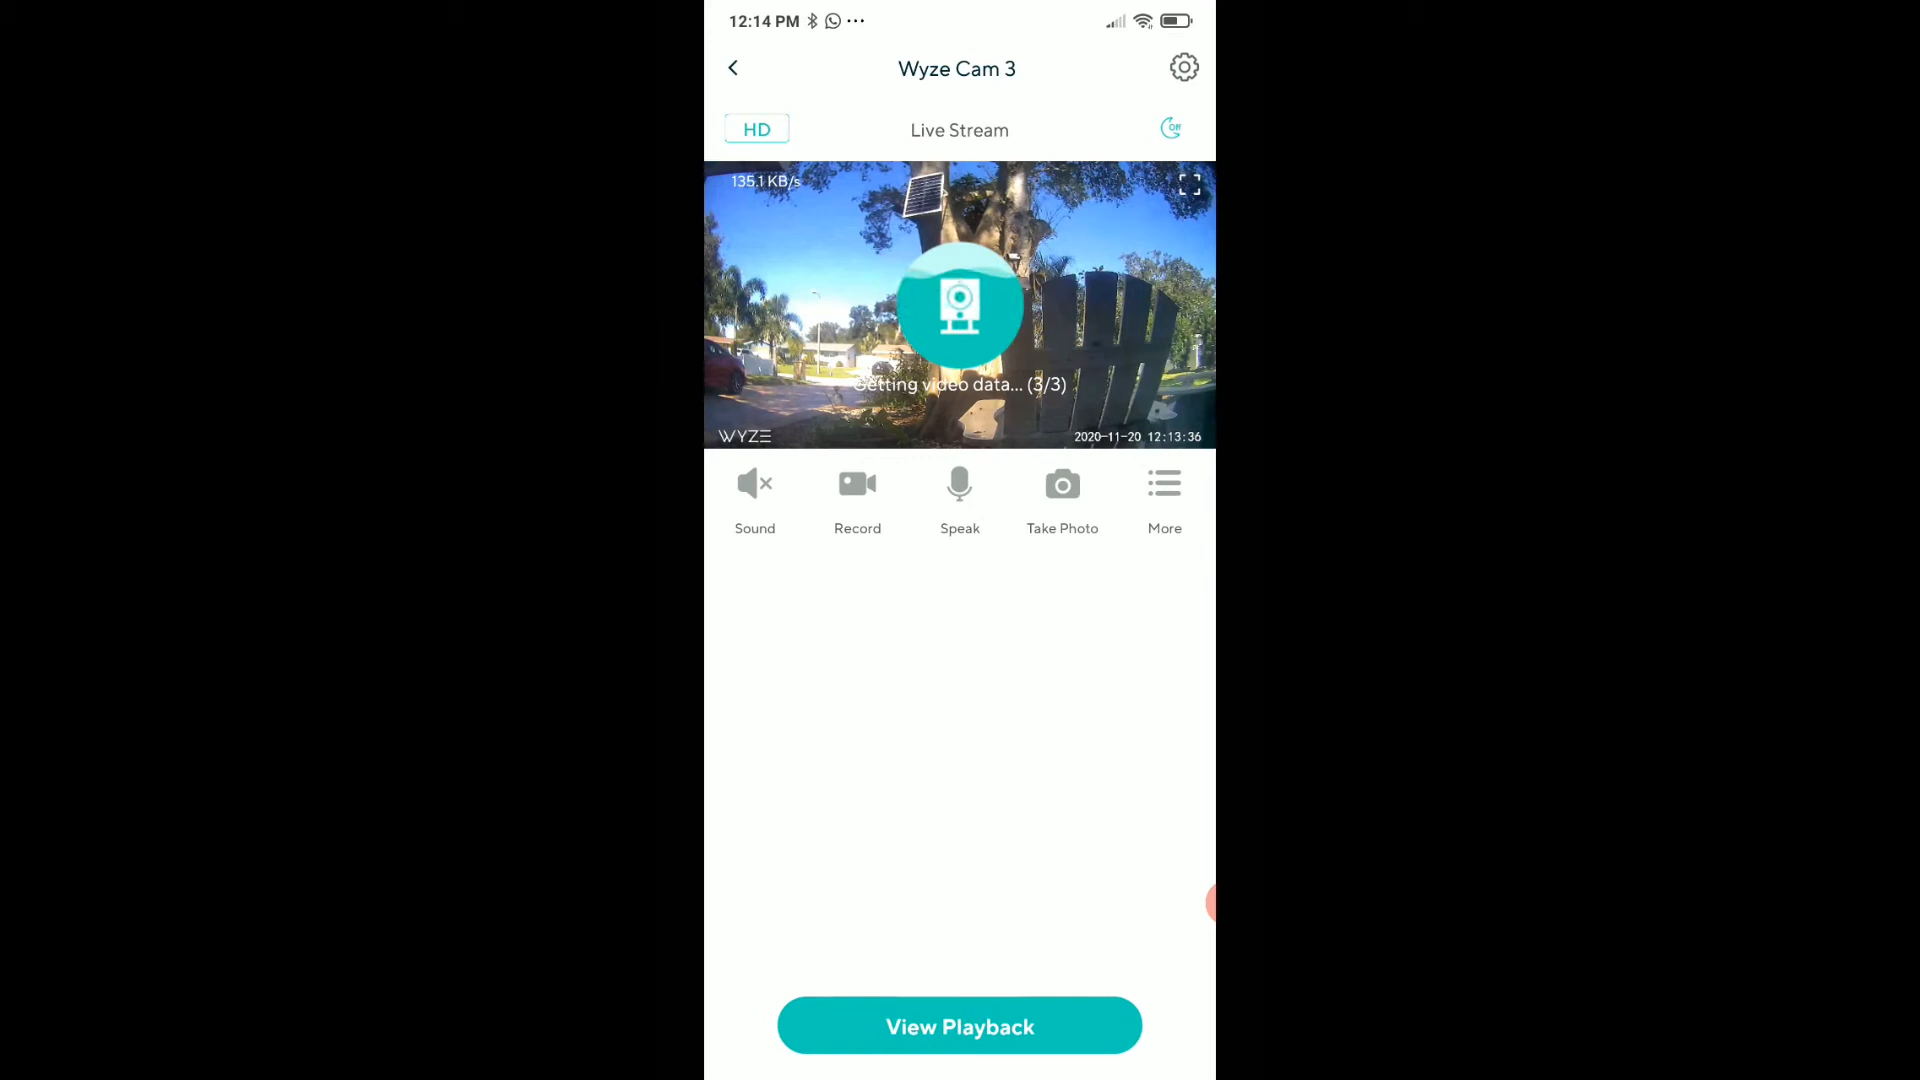 12:14 PM
Wyze Cam 3
HD
Live Stream
Off
135.1 KB/s
Getting video data... (3/3)
WYZE
2020-11-20 12:13:36
Sound
Record
Speak
Take Photo
More
View Playback